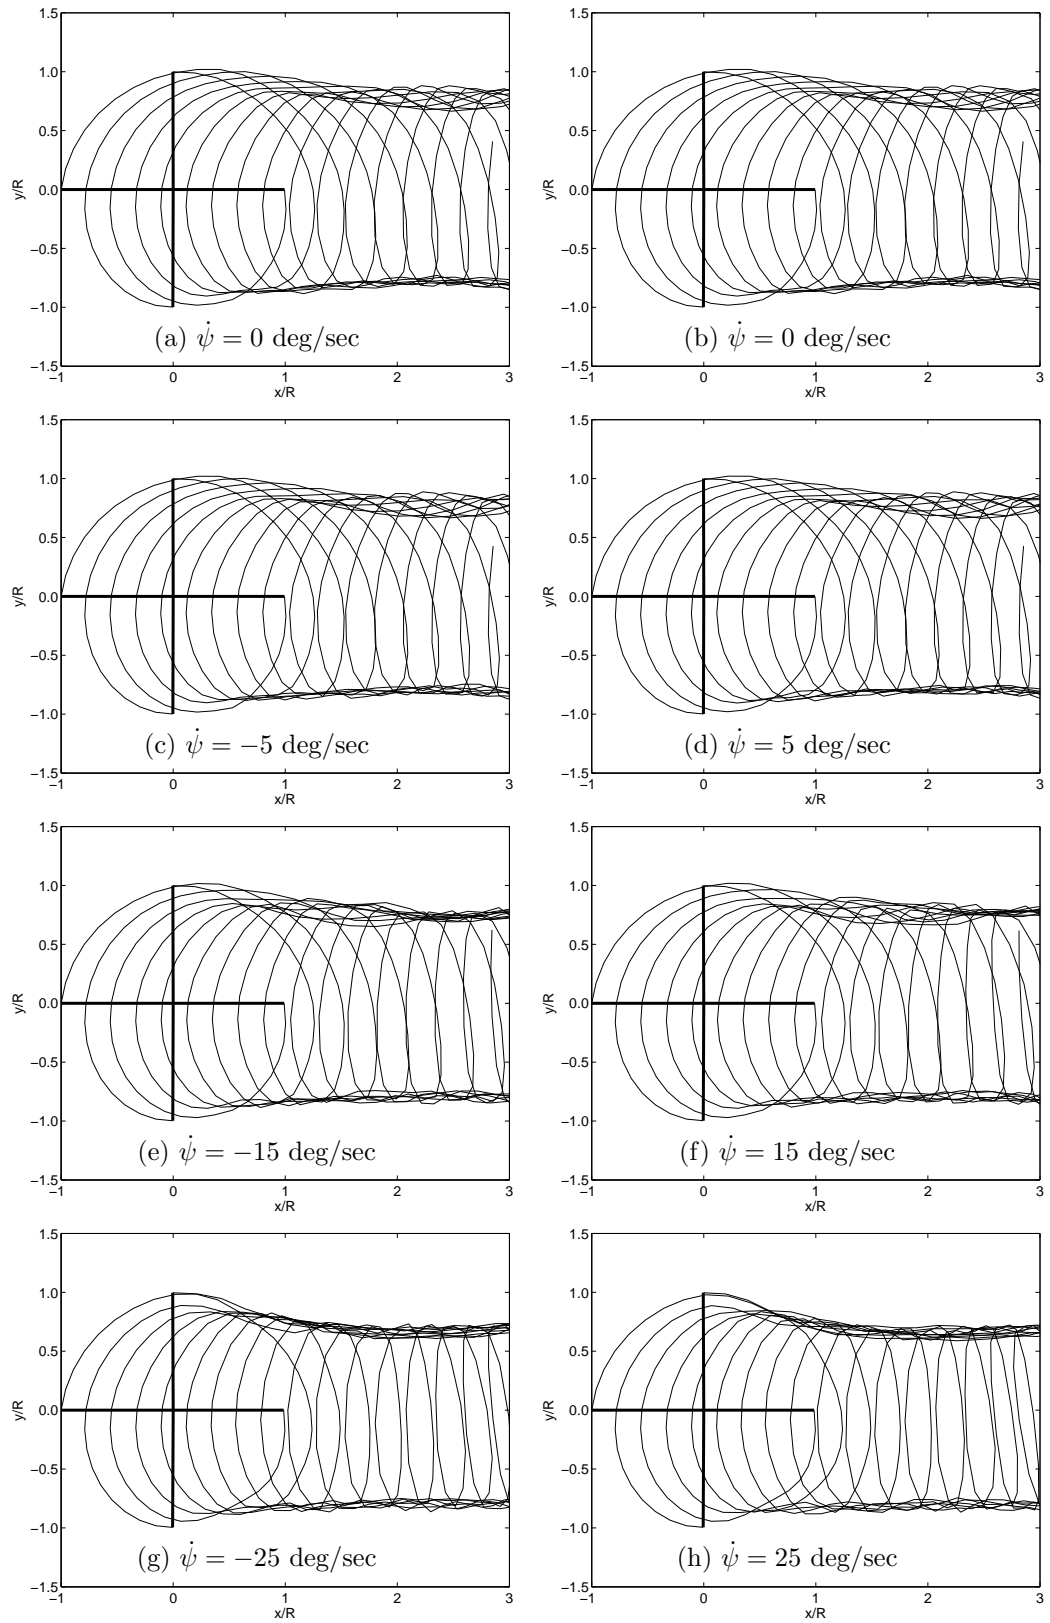 1.5 1.5
1.0 1.0
0.5 0.5
y/R 0.0 y/R 0.0
−0.5 −0.5
−1.0 −1.0
(a) ψ̇ = 0 deg/sec (b) ψ̇ = 0 deg/sec
−1.5 −1.5
−1 0 1 2 3 −1 0 1 2 3
x/R x/R
1.5 1.5
1.0 1.0
0.5 0.5
y/R 0.0 y/R 0.0
−0.5 −0.5
−1.0 −1.0
(c) ψ̇ = −5 deg/sec (d) ψ̇ = 5 deg/sec
−1.5 −1.5
−1 0 1 2 3 −1 0 1 2 3
x/R x/R
1.5 1.5
1.0 1.0
0.5 0.5
y/R 0.0 y/R 0.0
−0.5 −0.5
−1.0 −1.0
(e) ψ̇ = −15 deg/sec (f) ψ̇ = 15 deg/sec
−1.5 −1.5
−1 0 1 2 3 −1 0 1 2 3
x/R x/R
1.5 1.5
1.0 1.0
0.5 0.5
y/R 0.0 y/R 0.0
−0.5 −0.5
−1.0 −1.0
(g) ψ̇ = −25 deg/sec (h) ψ̇ = 25 deg/sec
−1.5 −1.5
−1 0 1 2 3 −1 0 1 2 3
x/R x/R